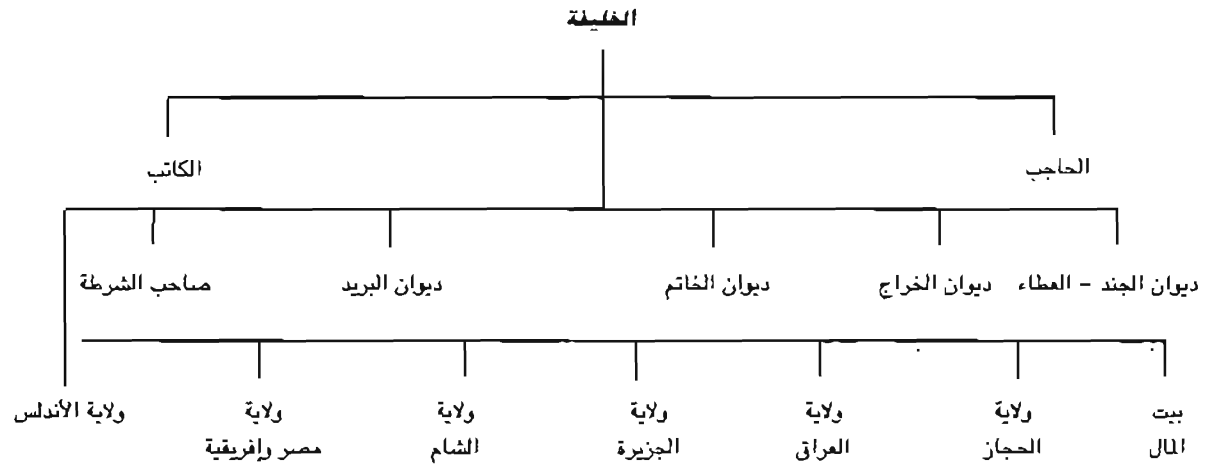 الخليفة
الحاجب
الكاتب
ديوان الجند – العطاء
ديوان الخراج
ديوان الخاتم
ديوان البريد
صاحب الشرطة
بيت
المال
ولاية
الحجاز
ولاية
العراق
ولاية
الجزيرة
ولاية
الشام
ولاية
مصر وإفريقية
ولاية الأندلس